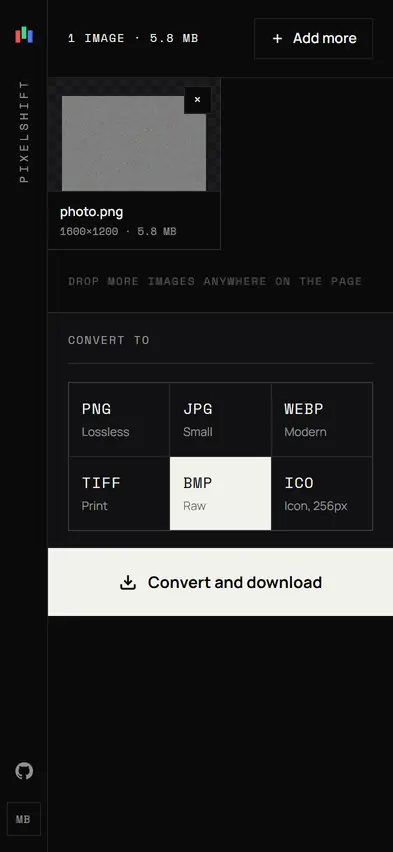 PIXELSHIFT
1 IMAGE · 5.8 MB
+ Add more
×
photo.png
1600×1200 · 5.8 MB
DROP MORE IMAGES ANYWHERE ON THE PAGE
CONVERT TO
PNG
Lossless
JPG
Small
WEBP
Modern
TIFF
Print
BMP
Raw
ICO
Icon, 256px
Convert and download
MB